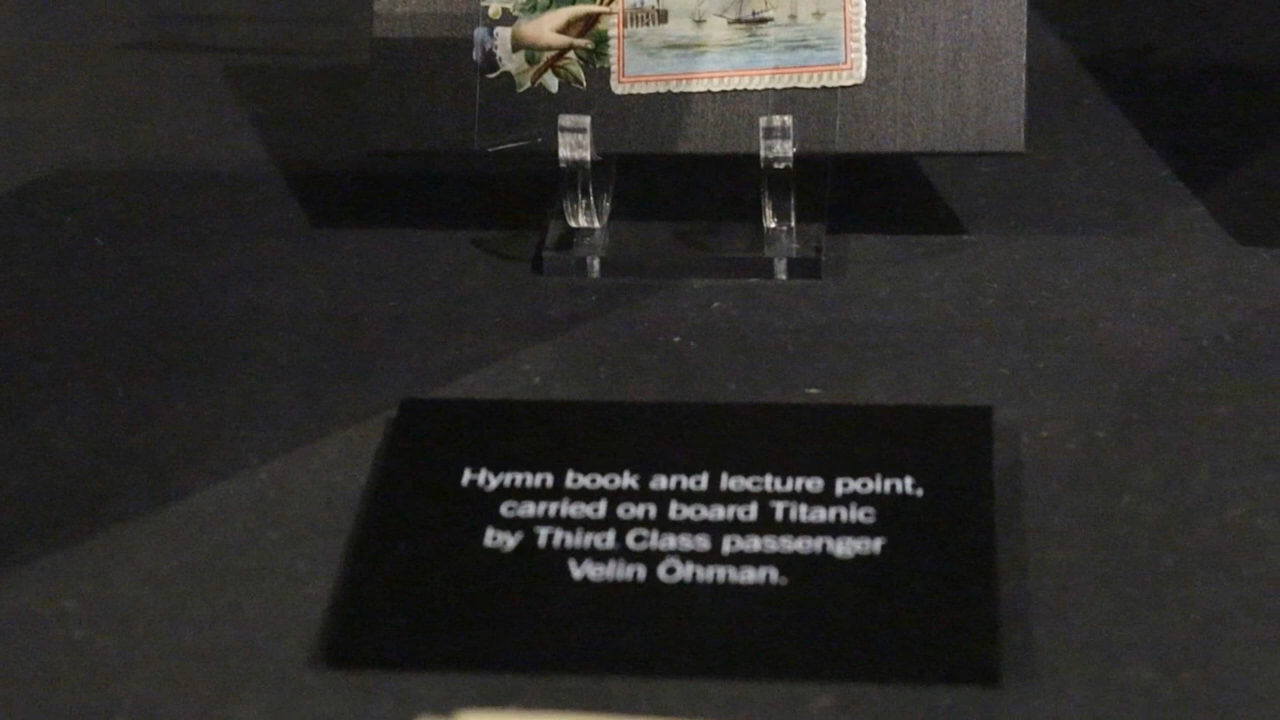 Hymn book and lecture point,
carried on board Titanic
by Third Class passenger
Velin Öhman.